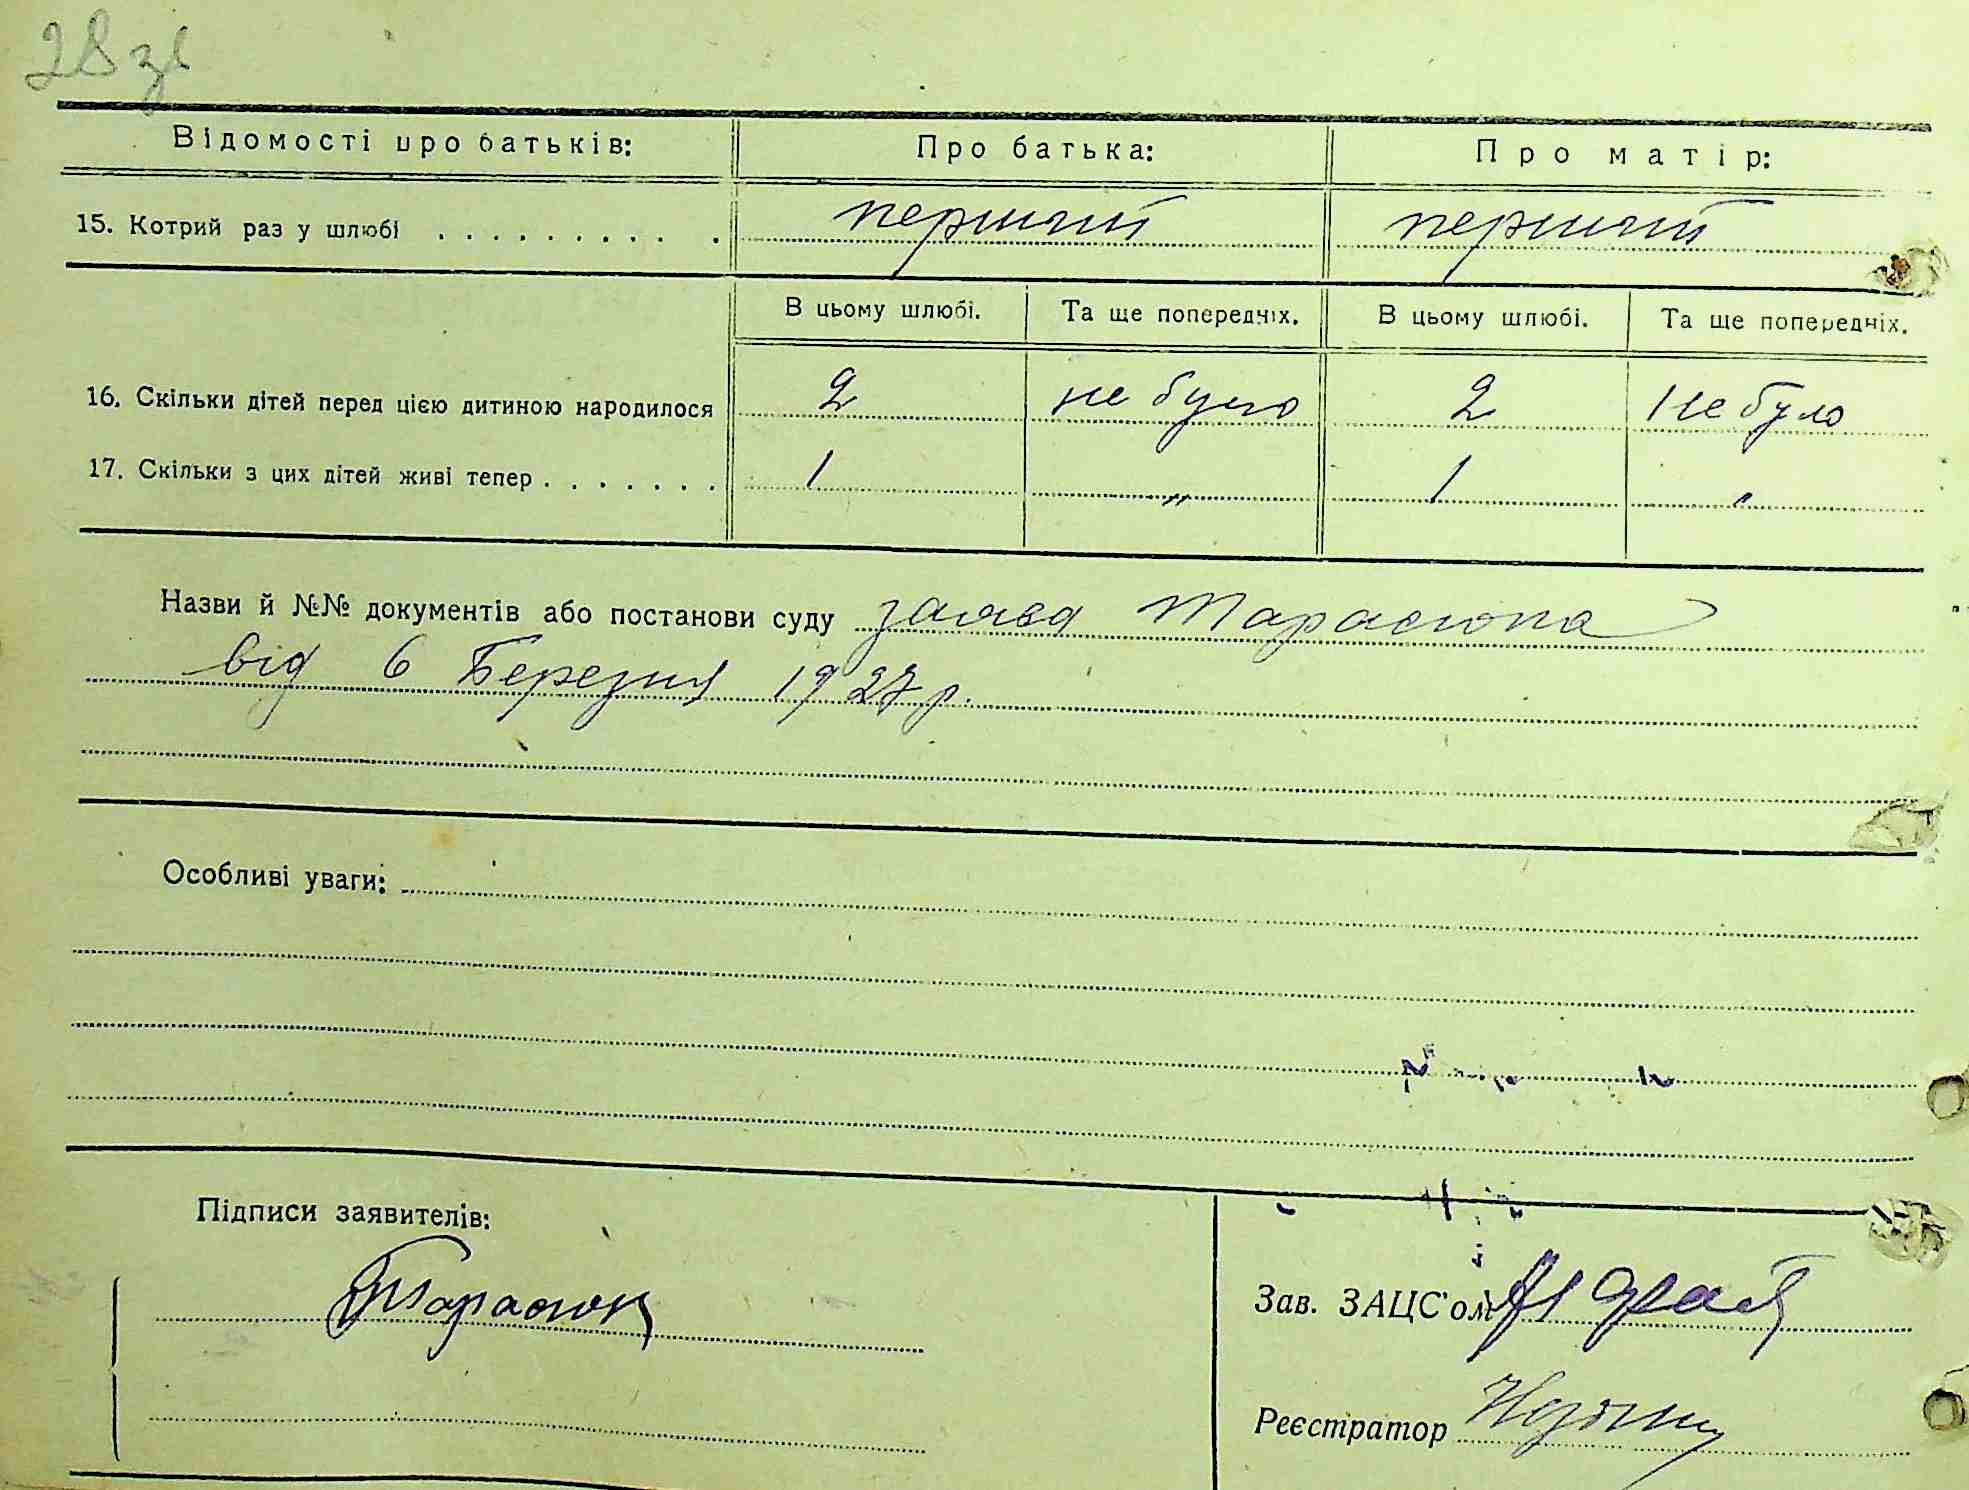 28 зв
Відомості про батьків: Про батька: Про матір:
15. Котрий раз у шлюбі . . . . . . . . . . перший перший
В цьому шлюбі. Та ще попередніх. В цьому шлюбі. Та ще попередніх.
16. Скільки дітей перед цією дитиною народилося 2 не було 2 не було
17. Скільки з цих дітей живі тепер . . . . . . . 1 „ 1 „
Назви й №№ документів або постанови суду заява Тарасюка
від 6 Березня 1927 р.
Особливі уваги:
Підписи заявителів:
Тарасюк
Зав. ЗАЦС'ом
Реєстратор